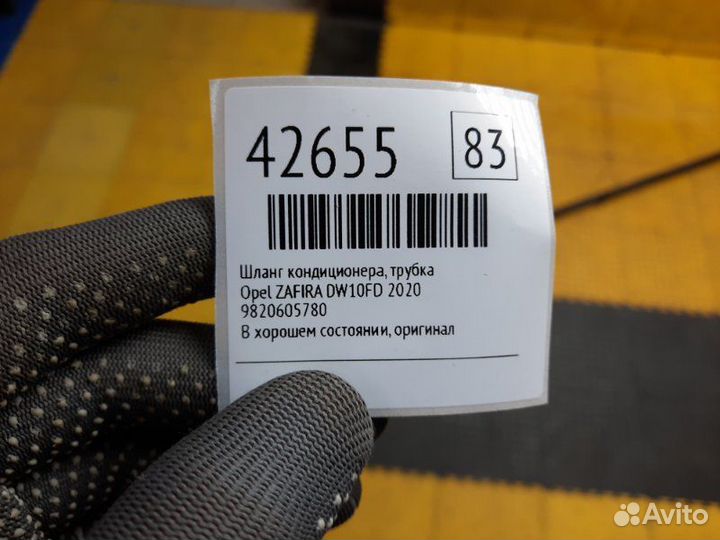 42655
83
Шланг кондиционера, трубка
Opel ZAFIRA DW10FD 2020
9820605780
В хорошем состоянии, оригинал
Avito